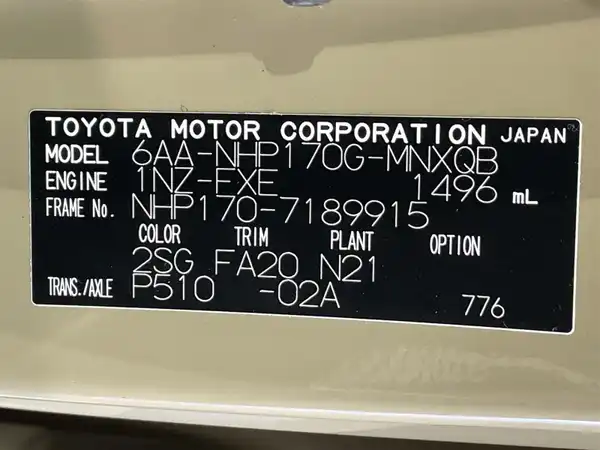 TOYOTA MOTOR CORPORATION JAPAN
MODEL 6AA-NHP170G-MNXQB
ENGINE 1NZ-FXE 1496 mL
FRAME No. NHP170-7189915
COLOR TRIM PLANT OPTION
2SG FA20 N21
TRANS./AXLE P510 -02A 776